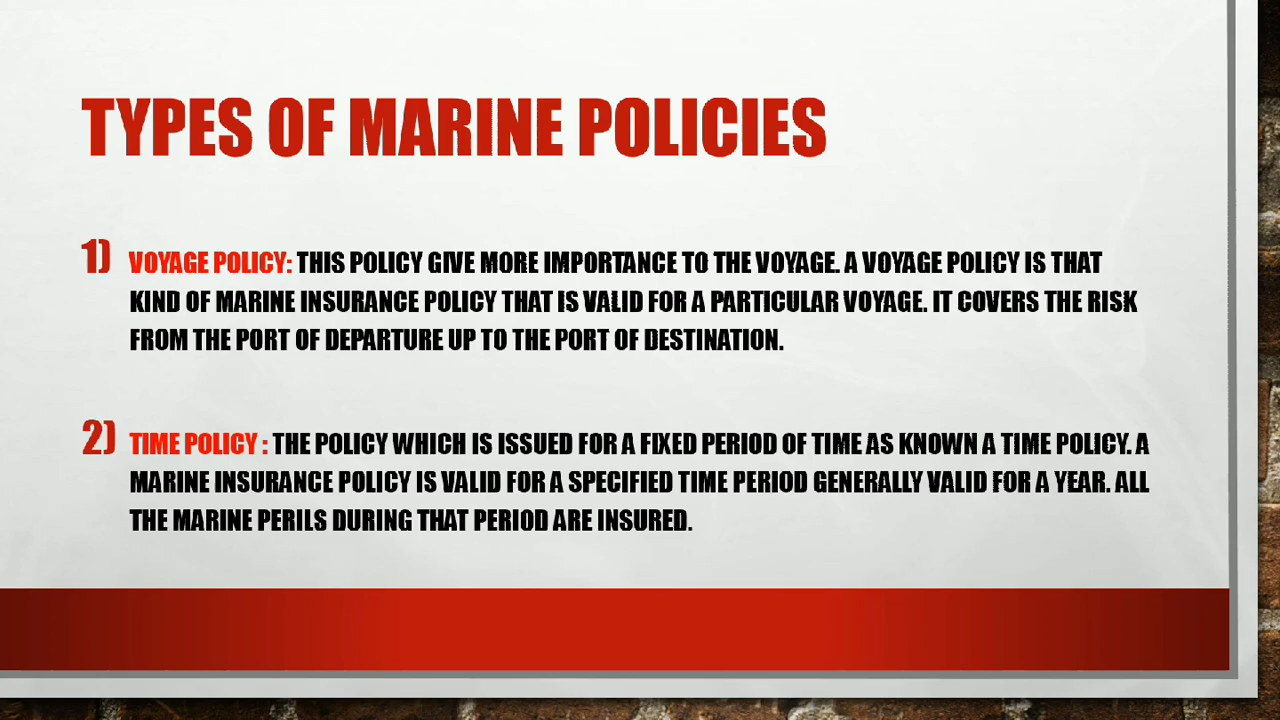 TYPES OF MARINE POLICIES
1) VOYAGE POLICY: THIS POLICY GIVE MORE IMPORTANCE TO THE VOYAGE. A VOYAGE POLICY IS THAT
KIND OF MARINE INSURANCE POLICY THAT IS VALID FOR A PARTICULAR VOYAGE. IT COVERS THE RISK
FROM THE PORT OF DEPARTURE UP TO THE PORT OF DESTINATION.
2) TIME POLICY : THE POLICY WHICH IS ISSUED FOR A FIXED PERIOD OF TIME AS KNOWN A TIME POLICY. A
MARINE INSURANCE POLICY IS VALID FOR A SPECIFIED TIME PERIOD GENERALLY VALID FOR A YEAR. ALL
THE MARINE PERILS DURING THAT PERIOD ARE INSURED.